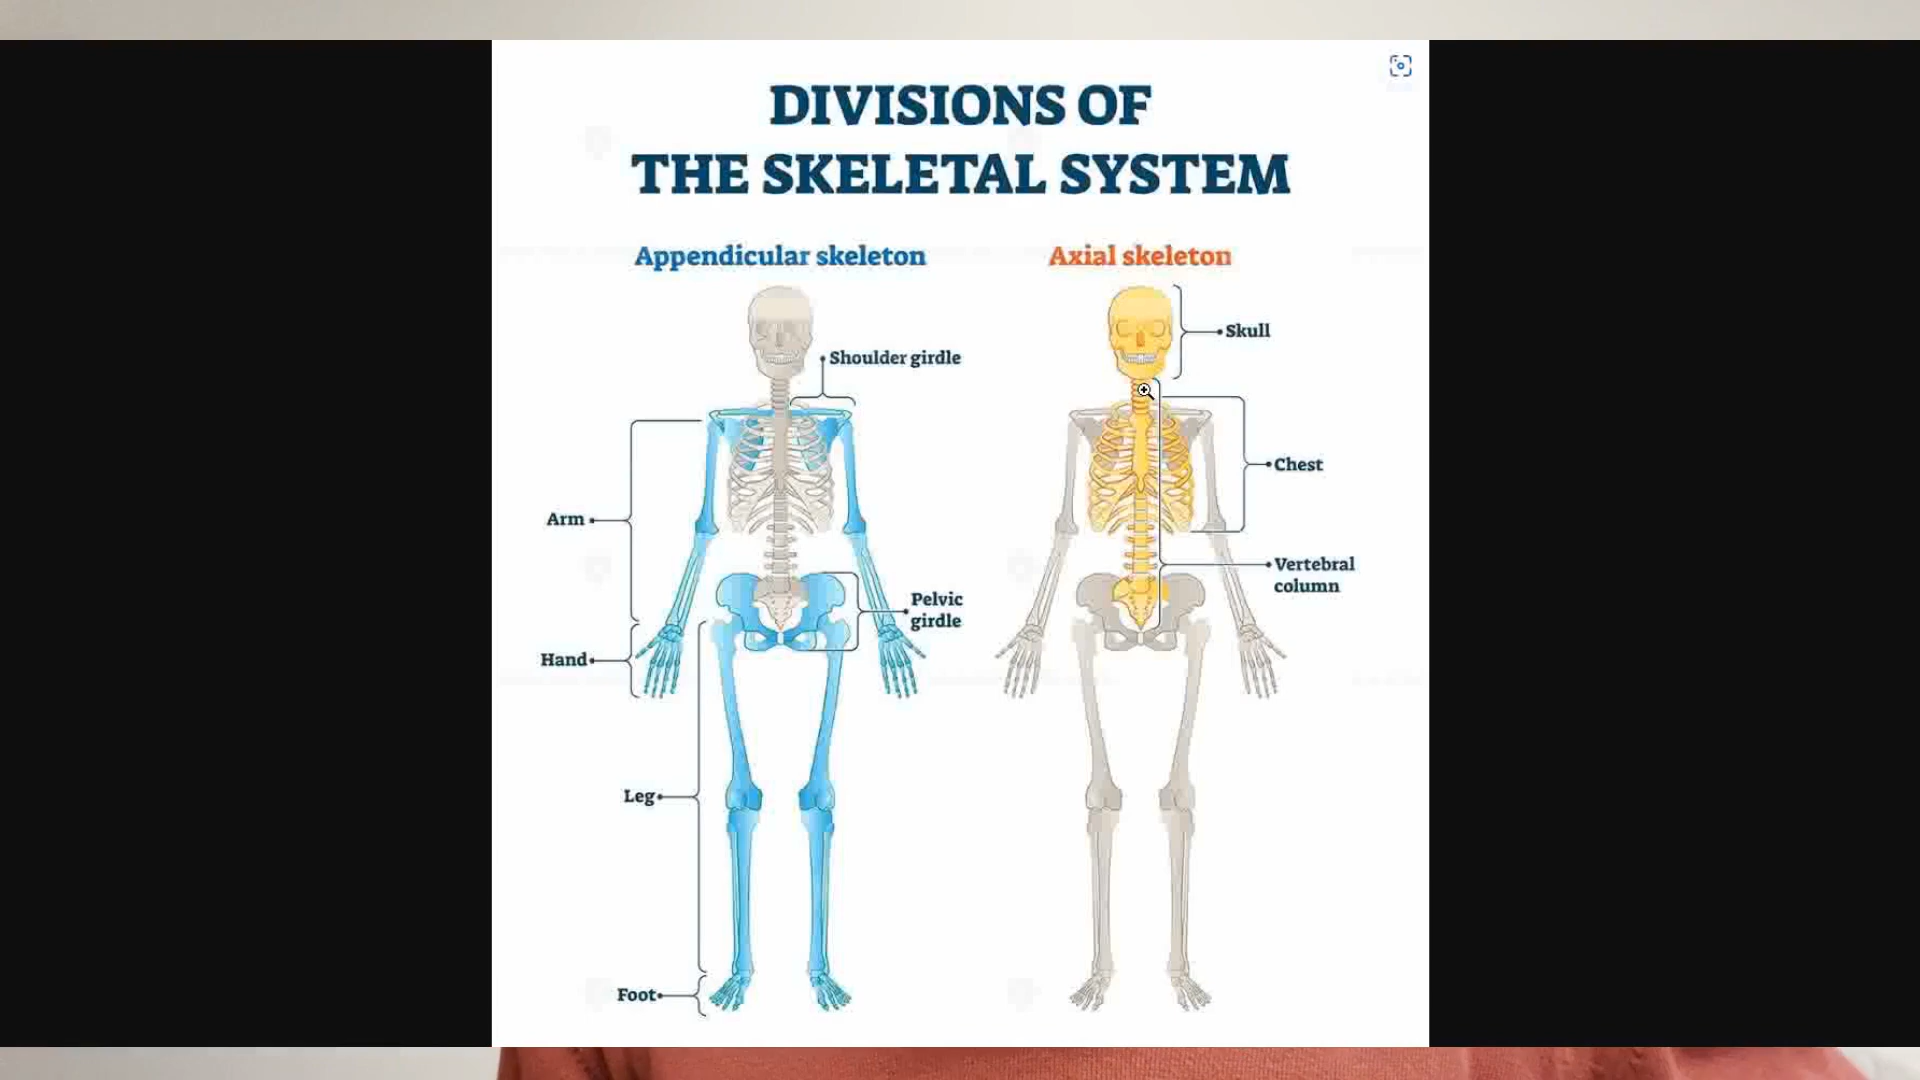 DIVISIONS OF
THE SKELETAL SYSTEM
Appendicular skeleton
Shoulder girdle
Arm
Pelvic
girdle
Hand
Leg
Foot
Axial skeleton
Skull
Chest
Vertebral
column